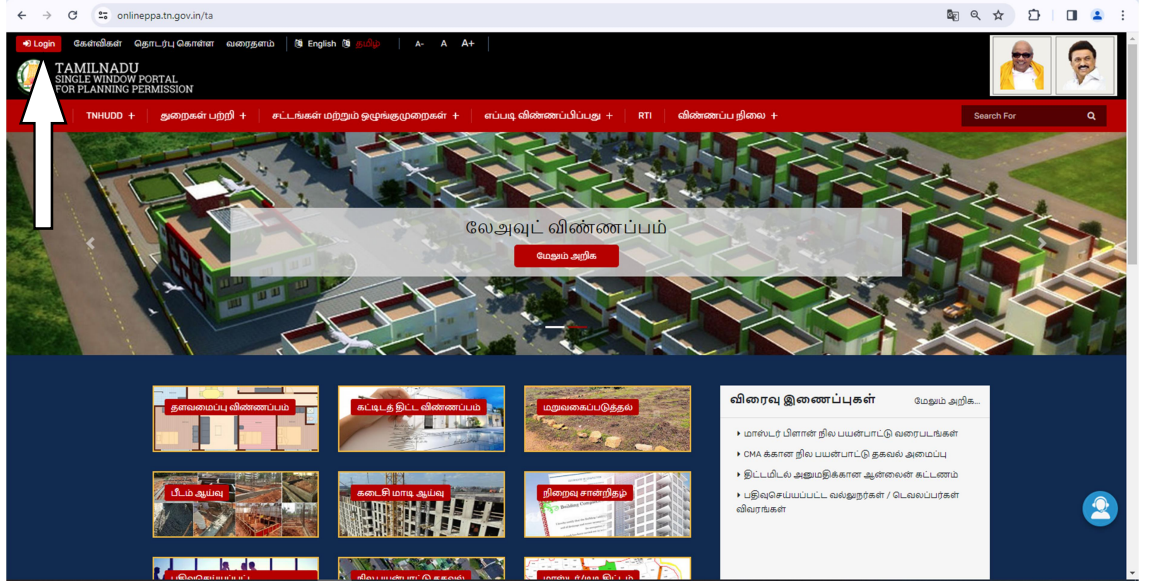 onlineppa.tn.gov.in/ta
Login கேள்விகள் தொடர்பு கொள்ள வரைதளம் English தமிழ் A- A A+
TAMILNADU
SINGLE WINDOW PORTAL
FOR PLANNING PERMISSION
TNHUDD + துறைகள் பற்றி + சட்டங்கள் மற்றும் ஒழுங்குமுறைகள் + எப்படி விண்ணப்பிப்பது + RTI விண்ணப்ப நிலை + Search For
லேஅவுட் விண்ணப்பம்
மேலும் அறிக
தளவமைப்பு விண்ணப்பம் கட்டிடத் திட்ட விண்ணப்பம் மறுவகைப்படுத்தல்
விரைவு இணைப்புகள் மேலும் அறிக...
மாஸ்டர் பிளான் நில பயன்பாட்டு வரைபடங்கள்
CMA க்கான நில பயன்பாட்டு தகவல் அமைப்பு
திட்டமிடல் அனுமதிக்கான ஆன்லைன் கட்டணம்
பதிவுசெய்யப்பட்ட வல்லுநர்கள் / டெவலப்பர்கள்
விவரங்கள்
பீடம் ஆய்வு கடைசி மாடி ஆய்வு நிறைவு சான்றிதழ்